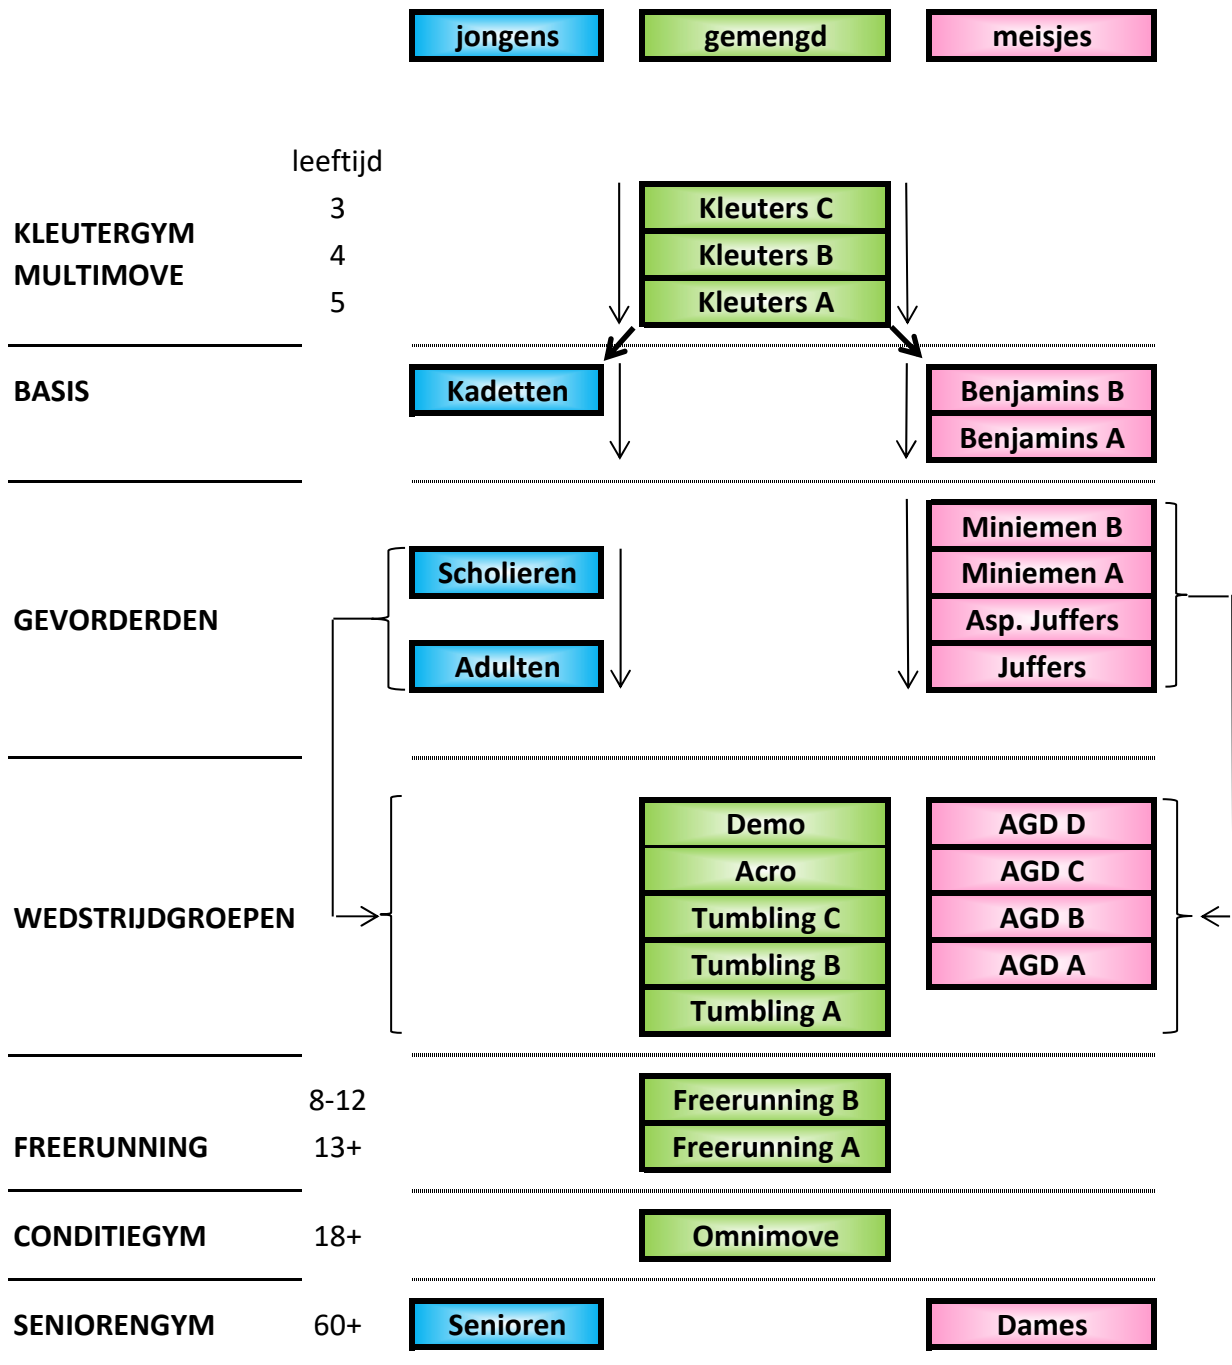 jongens gemengd meisjes
leeftijd
3 Kleuters C
KLEUTERGYM
4 Kleuters B
MULTIMOVE
5 Kleuters A
BASIS Kadetten Benjamins B
Benjamins A
Miniemen B
Scholieren Miniemen A
GEVORDERDEN Asp. Juffers
Adulten Juffers
Demo AGD D
Acro AGD C
WEDSTRIJDGROEPEN Tumbling C AGD B
Tumbling B AGD A
Tumbling A
8-12 Freerunning B
FREERUNNING 13+ Freerunning A
CONDITIEGYM 18+ Omnimove
SENIORENGYM 60+ Senioren Dames